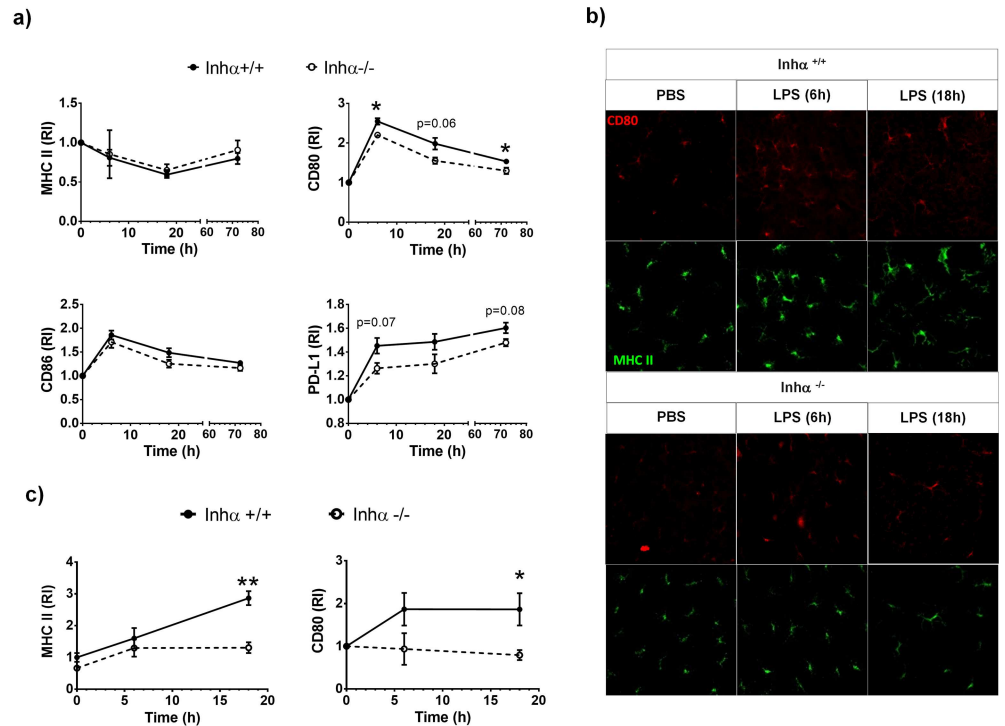 a)
Inhα+/+ Inhα-/-
MHC II (RI)
1.5
1.0
0.5
0.0
0 10 20 60 70 80
Time (h)
CD80 (RI)
3
2
1
0
*
p=0.06
*
0 10 20 60 70 80
Time (h)
CD86 (RI)
2.5
2.0
1.5
1.0
0.5
0.0
0 10 20 60 70 80
Time (h)
PD-L1 (RI)
1.8
1.6
1.4
1.2
1.0
p=0.07
p=0.08
0 10 20 60 70 80
Time (h)
b)
Inhα +/+
PBS LPS (6h) LPS (18h)
CD80
MHC II
Inhα -/-
PBS LPS (6h) LPS (18h)
c)
Inhα +/+ Inhα -/-
MHC II (RI)
4
3
2
1
0
**
0 5 10 15 20
Time (h)
CD80 (RI)
3
2
1
0
*
0 5 10 15 20
Time (h)